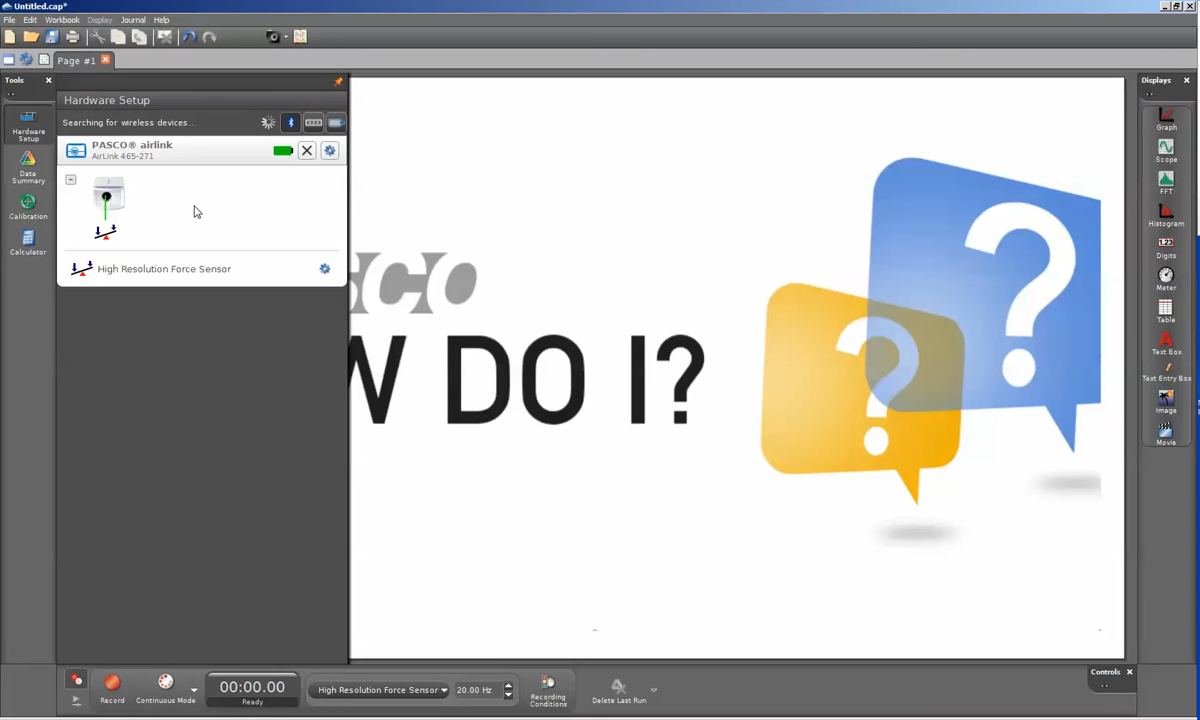 Untitled.cap*
File Edit Workbook Display Journal Help
Page #1
Tools
Hardware Setup
Displays
Searching for wireless devices...
Hardware
Setup
PASCO® airlink
AirLink 465-271
Data
Summary
Calibration
Calculator
High Resolution Force Sensor
SCO
W DO I?
? ?
Graph
Scope
FFT
Histogram
1.23
Digits
Meter
Table
A
Text Box
Text Entry Box
Image
Movie
Record
Continuous Mode
00:00.00
Ready
High Resolution Force Sensor
20.00 Hz
Recording
Conditions
Delete Last Run
Controls